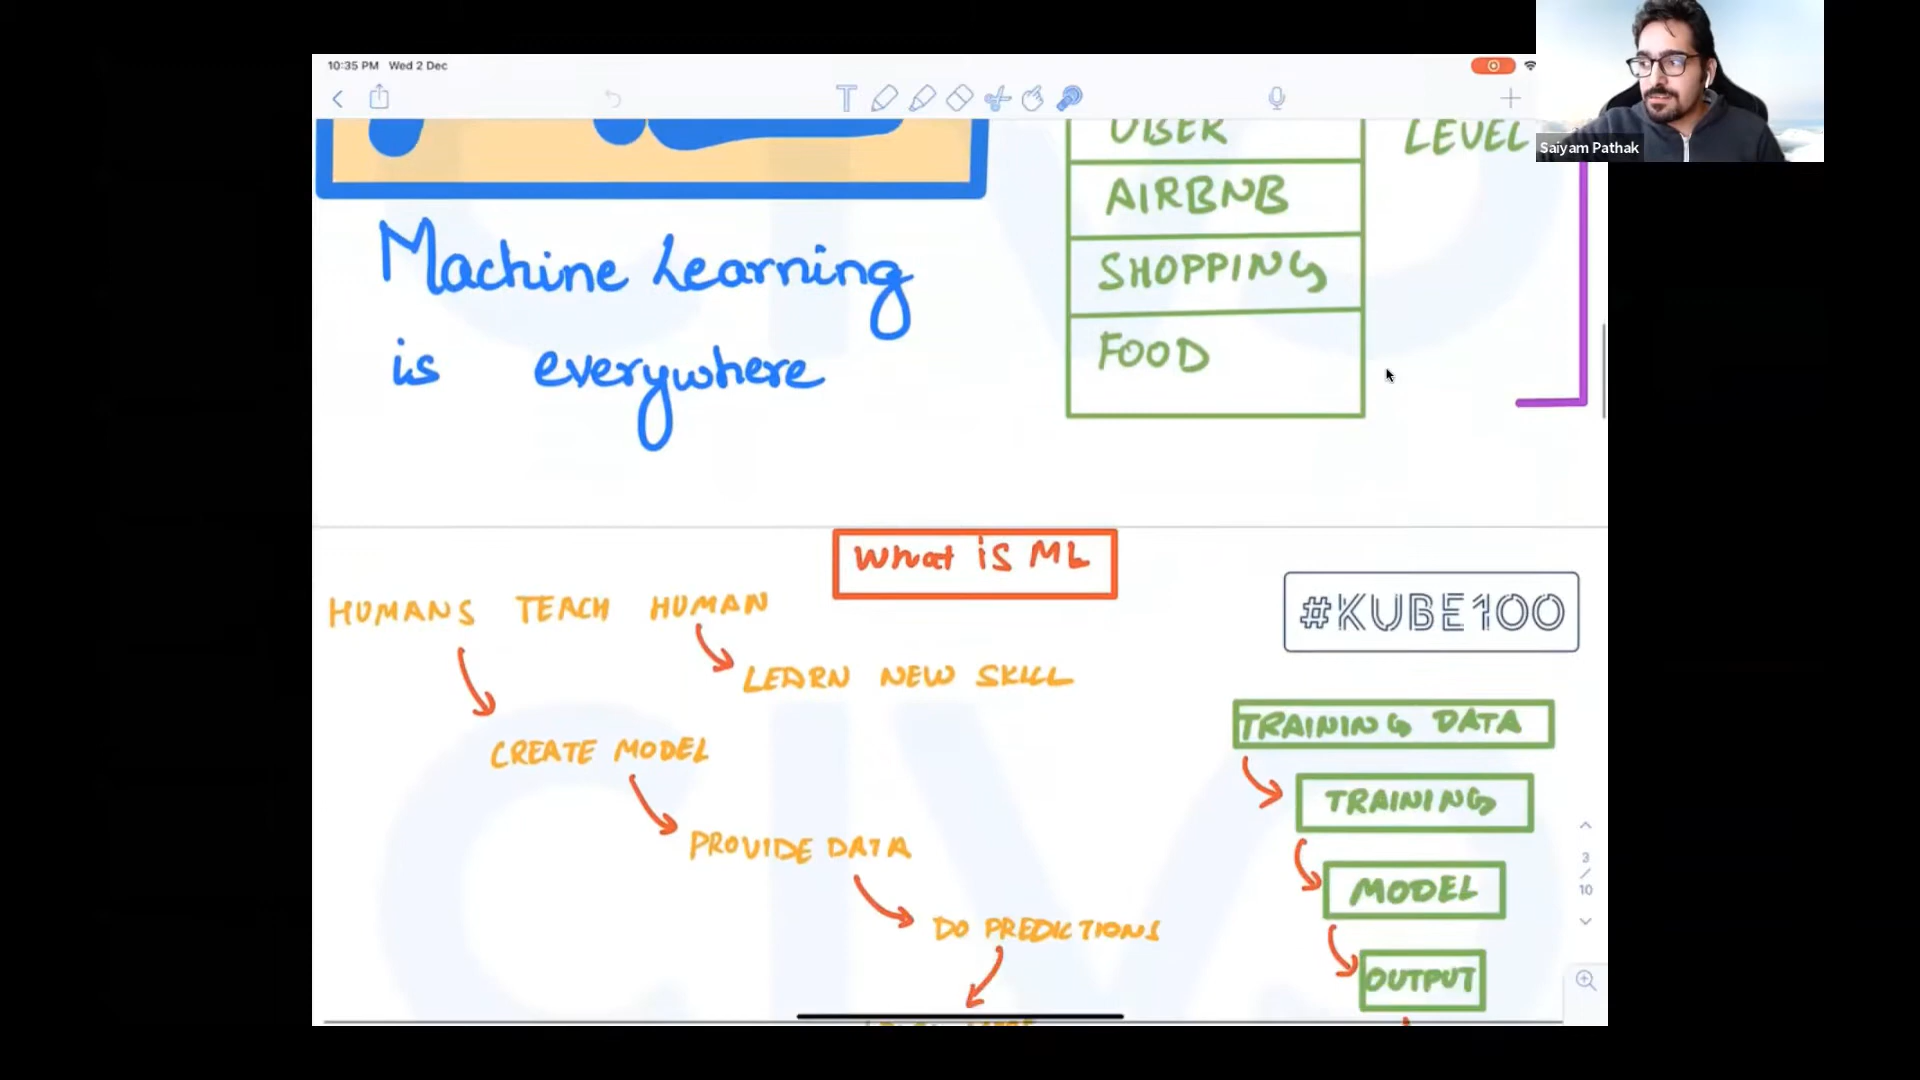 10:35 PM Wed 2 Dec
Saiyam Pathak
UBER
LEVEL
AIRBNB
SHOPPING
FOOD
Machine Learning
is everywhere
What is ML
HUMANS TEACH HUMAN
LEARN NEW SKILL
CREATE MODEL
PROVIDE DATA
DO PREDICTIONS
#KUBE100
TRAINING DATA
TRAINING
MODEL
OUTPUT
3
/
10
CIVO